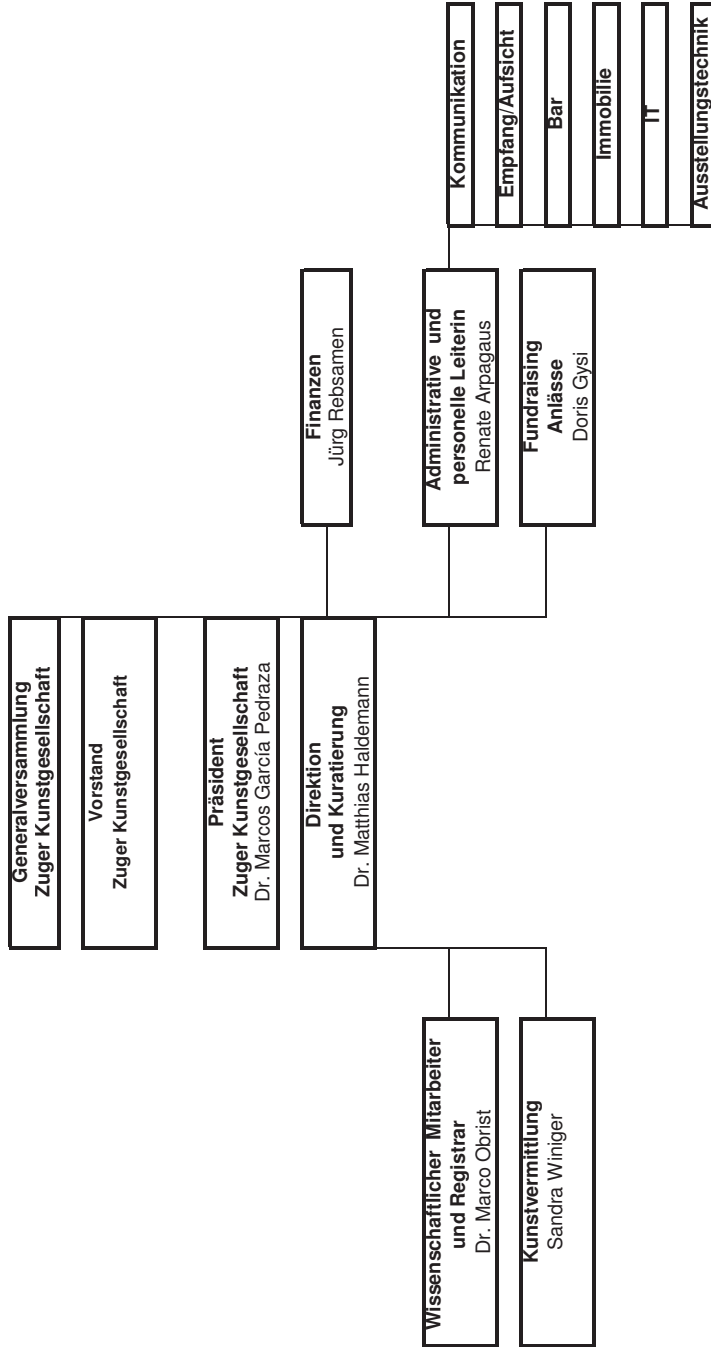 Generalversammlung
Zuger Kunstgesellschaft
Vorstand
Zuger Kunstgesellschaft
Präsident
Zuger Kunstgesellschaft
Dr. Marcos García Pedraza
Direktion
und Kuratierung
Dr. Matthias Haldemann
Finanzen
Jürg Rebsamen
Wissenschaftlicher Mitarbeiter
und Registrar
Dr. Marco Obrist
Administrative und
personelle Leiterin
Renate Arpagaus
Kunstvermittlung
Sandra Winiger
Fundraising
Anlässe
Doris Gysi
Kommunikation
Empfang/Aufsicht
Bar
Immobilie
IT
Ausstellungstechnik